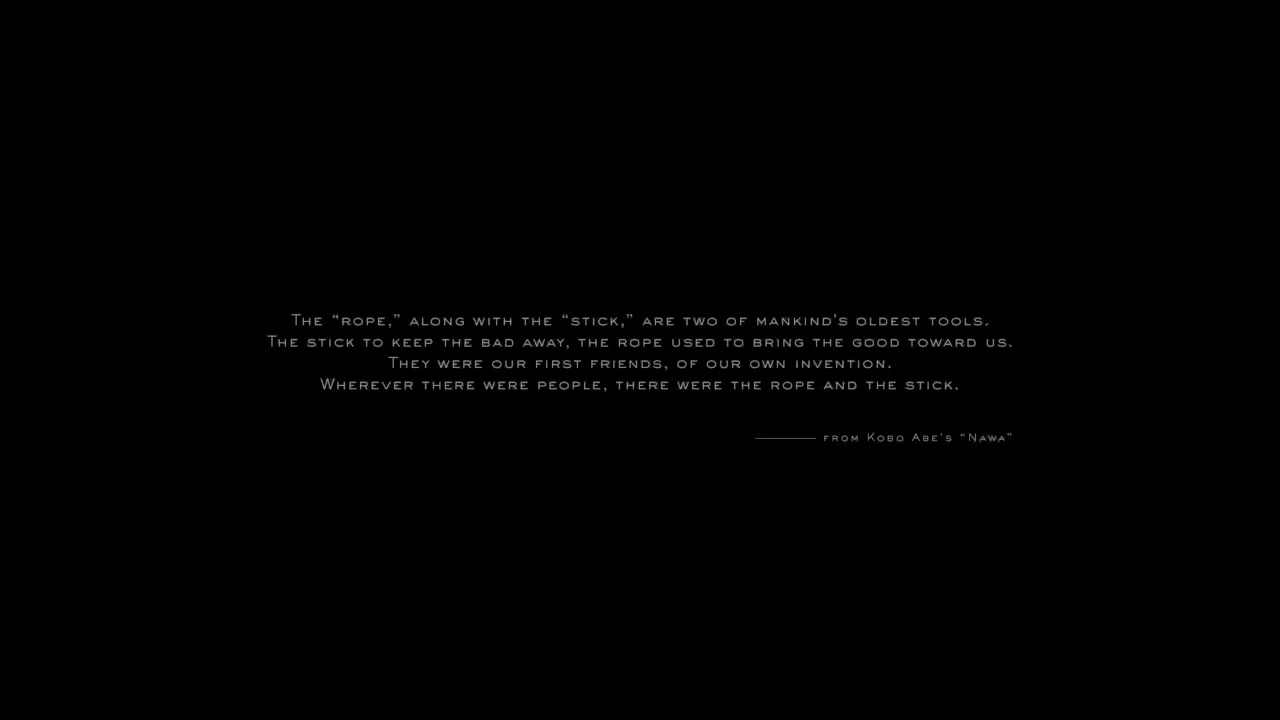 The “rope,” along with the “stick,” are two of mankind's oldest tools.
The stick to keep the bad away, the rope used to bring the good toward us.
They were our first friends, of our own invention.
Wherever there were people, there were the rope and the stick.
——— from Kobo Abe's “Nawa”